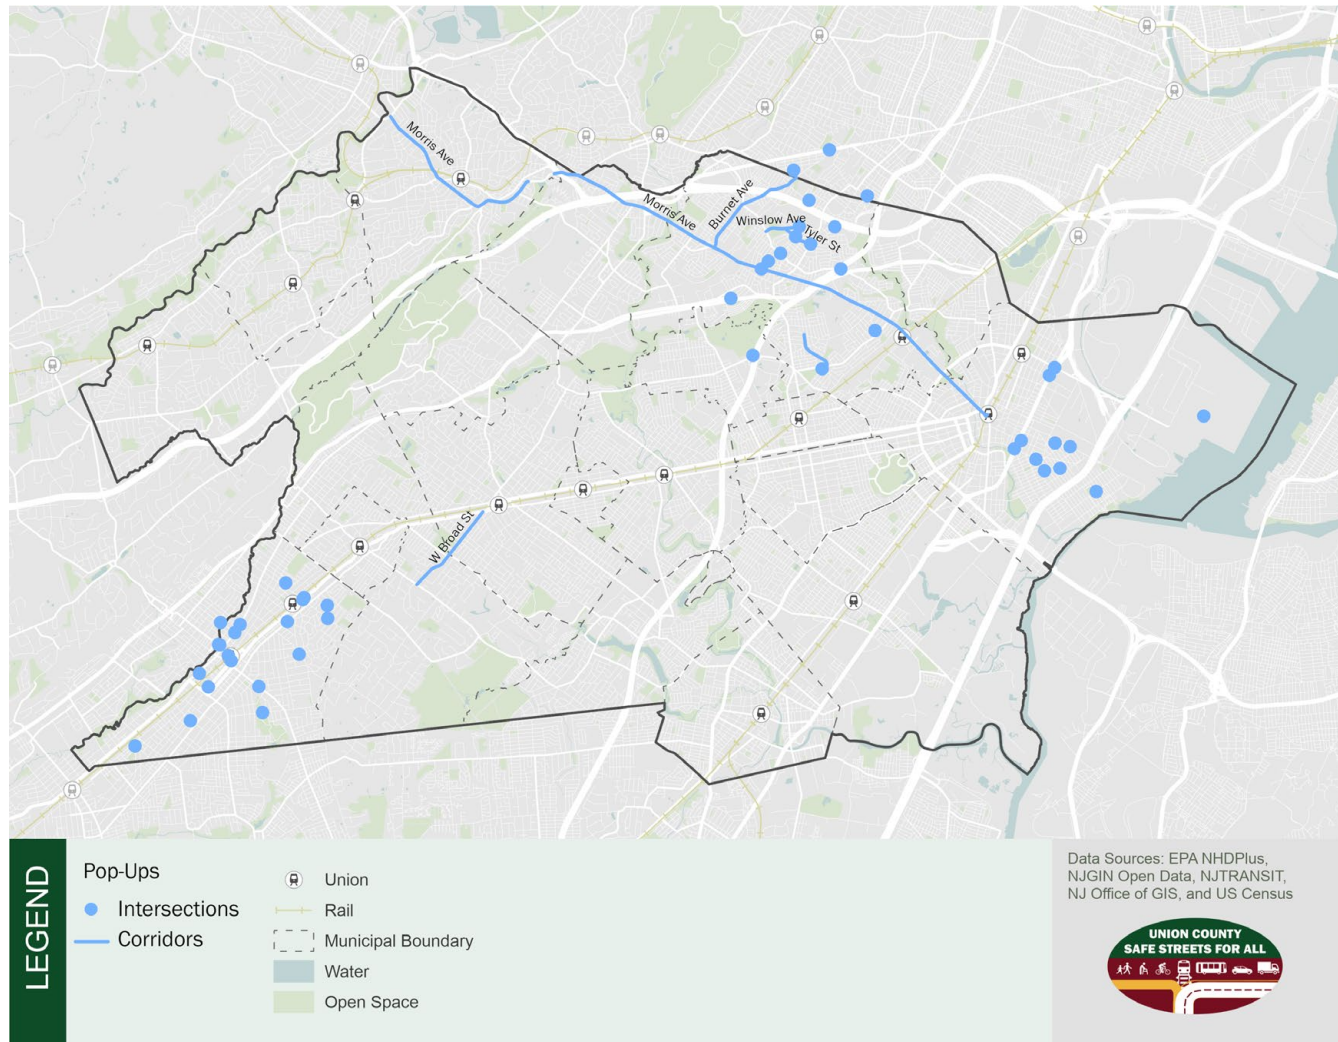 Morris Ave
Morris Ave
Burnet Ave
Winslow Ave
Tyler St
W Broad St
LEGEND
Pop-Ups
Intersections
Corridors
Union
Rail
Municipal Boundary
Water
Open Space
Data Sources: EPA NHDPlus,
NJGIN Open Data, NJTRANSIT,
NJ Office of GIS, and US Census
UNION COUNTY
SAFE STREETS FOR ALL